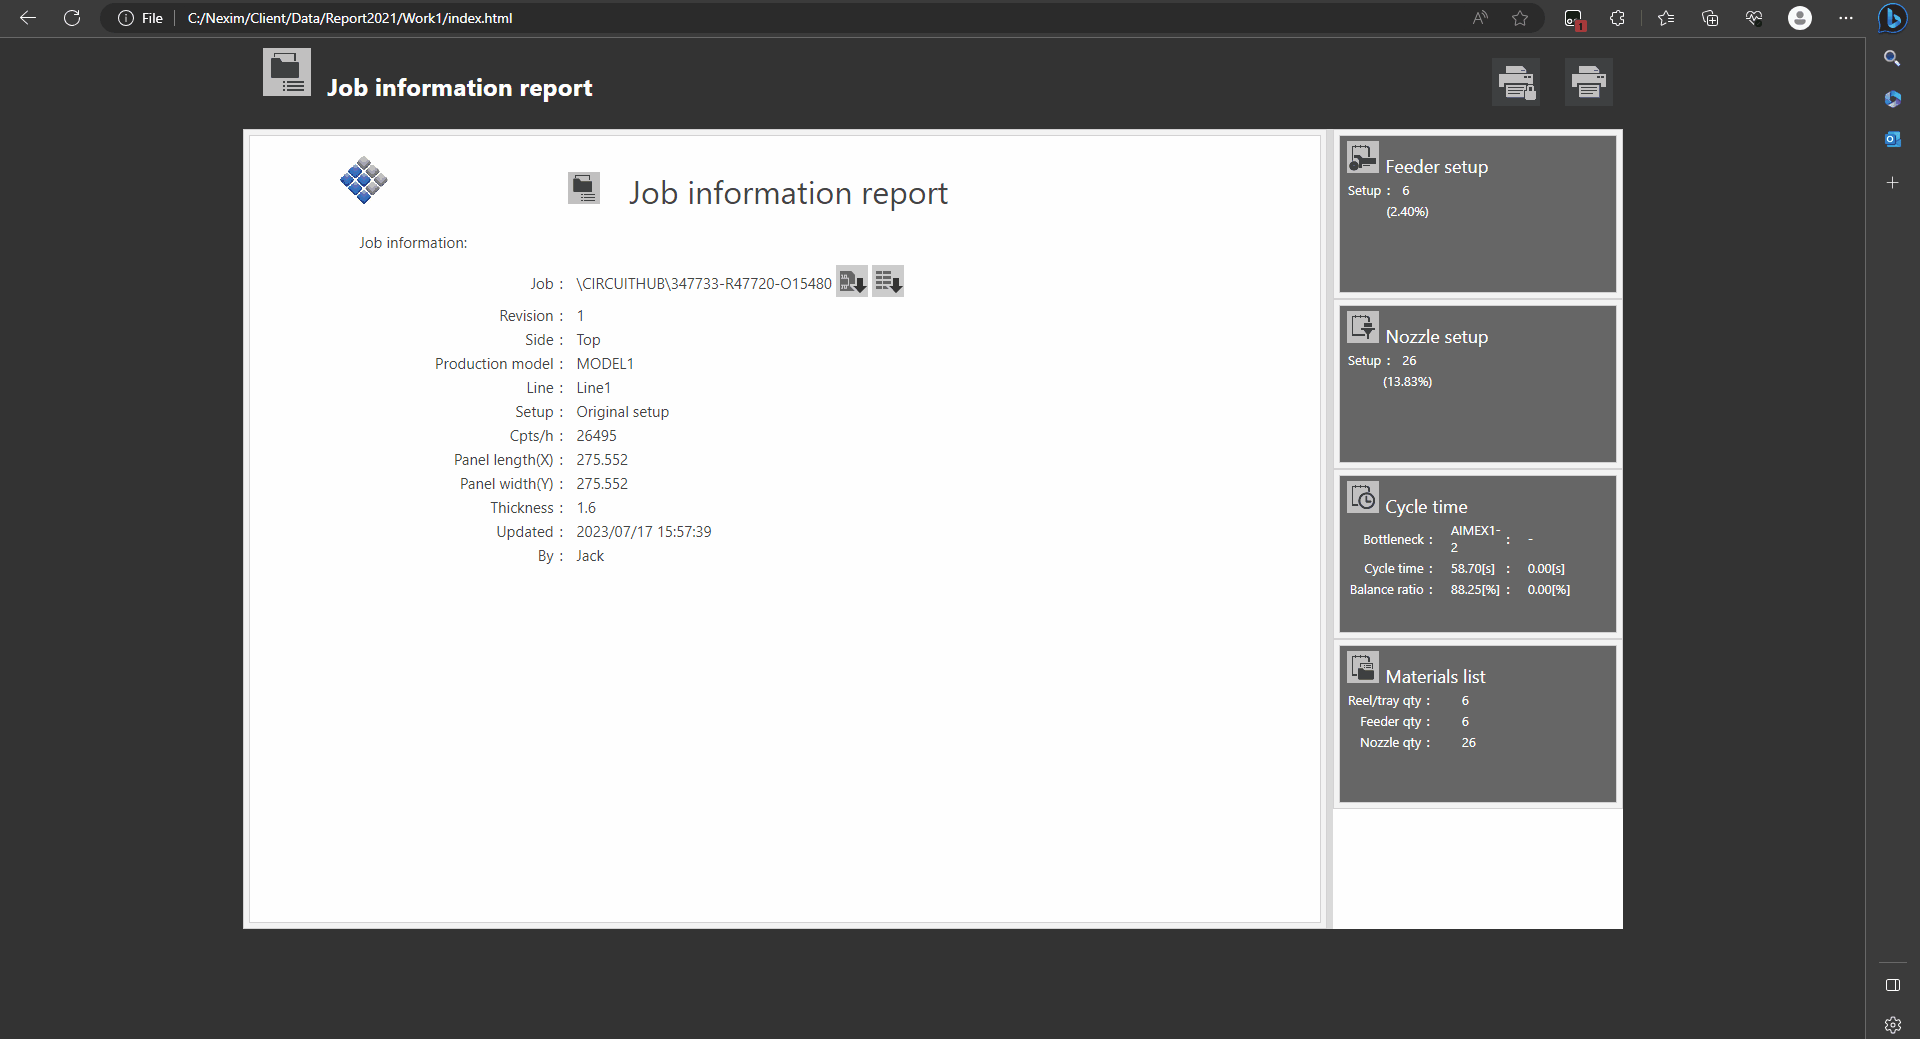 File
C:/Nexim/Client/Data/Report2021/Work1/index.html
Job information report
Job information report
Job information:
Job : \CIRCUITHUB\347733-R47720-O15480
Revision : 1
Side : Top
Production model : MODEL1
Line : Line1
Setup : Original setup
Cpts/h : 26495
Panel length(X) : 275.552
Panel width(Y) : 275.552
Thickness : 1.6
Updated : 2023/07/17 15:57:39
By : Jack
Feeder setup
Setup : 6
(2.40%)
Nozzle setup
Setup : 26
(13.83%)
Cycle time
Bottleneck : AIMEX1-
2 : -
Cycle time : 58.70[s] : 0.00[s]
Balance ratio : 88.25[%] : 0.00[%]
Materials list
Reel/tray qty : 6
Feeder qty : 6
Nozzle qty : 26